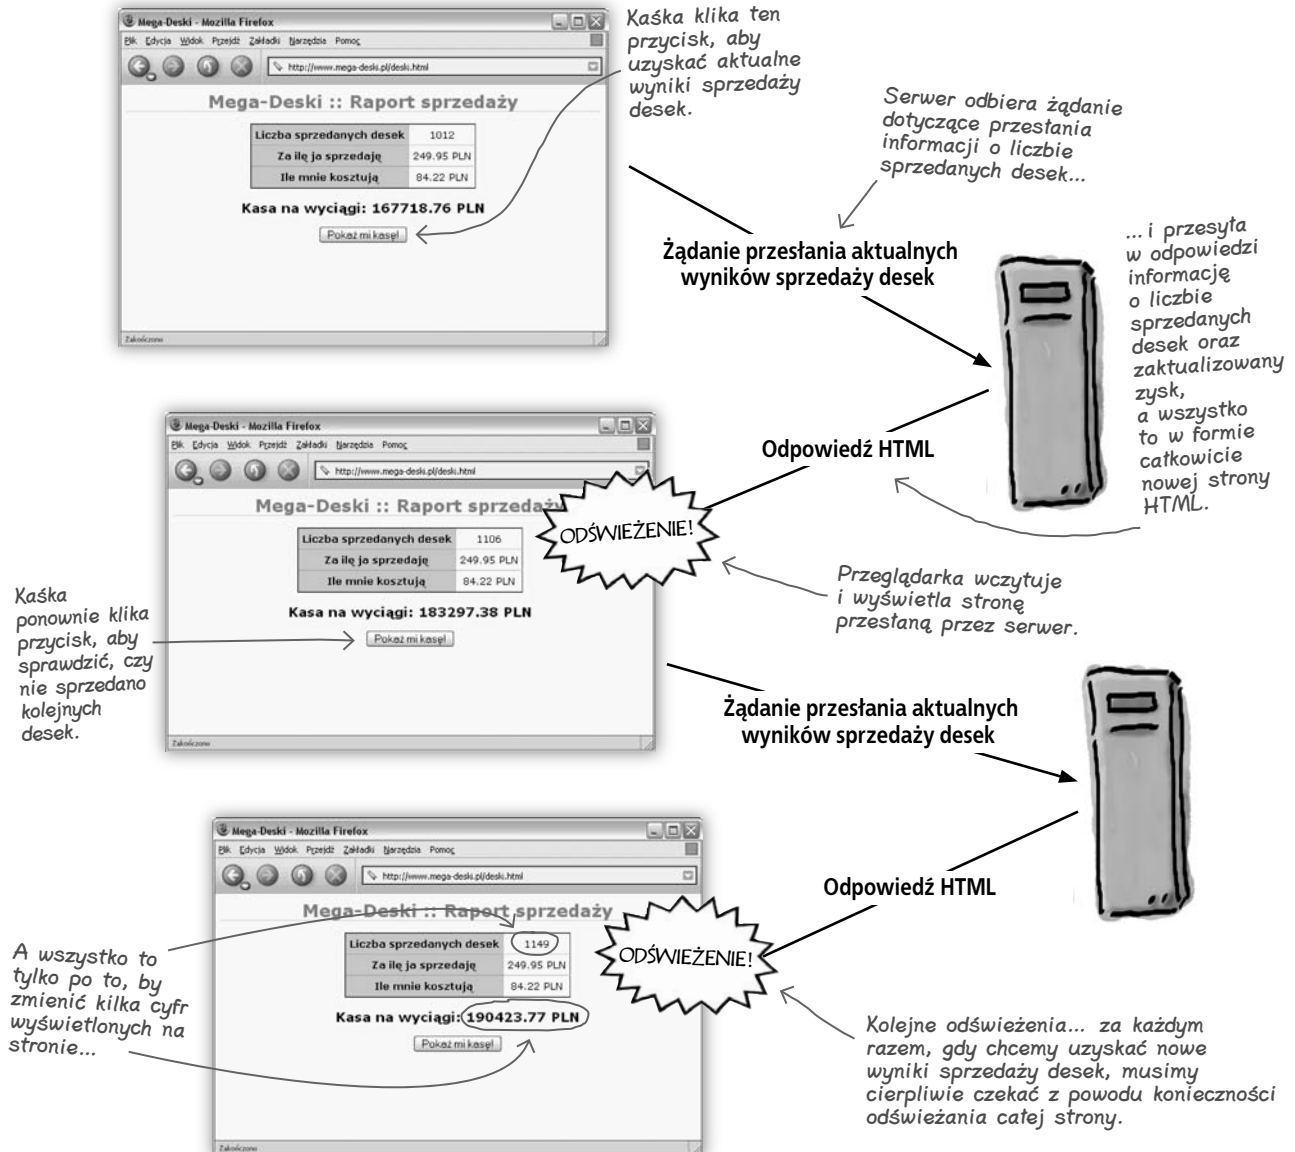 Mega-Deski - Mozilla Firefox
Plik Edycja Widok Przejdź Zakładki Narzędzia Pomoc
http://www.mega-deski.pl/deski.html
Mega-Deski :: Raport sprzedaży
Liczba sprzedanych desek 1012
Za ilę ja sprzedaję 249.95 PLN
Ile mnie kosztują 84.22 PLN
Kasa na wyciągi: 167718.76 PLN
Pokaż mi kasę!
Zakończono
Kaśka klika ten
przycisk, aby
uzyskać aktualne
wyniki sprzedaży
desek.
Serwer odbiera żądanie
dotyczące przesłania
informacji o liczbie
sprzedanych desek...
Żądanie przesłania aktualnych
wyników sprzedaży desek
... i przesyła
w odpowiedzi
informację
o liczbie
sprzedanych
desek oraz
zaktualizowany
zysk,
a wszystko
to w formie
całkowicie
nowej strony
HTML.
Odpowiedź HTML
Mega-Deski - Mozilla Firefox
Plik Edycja Widok Przejdź Zakładki Narzędzia Pomoc
http://www.mega-deski.pl/deski.html
Mega-Deski :: Raport sprzedaży
Liczba sprzedanych desek 1106
Za ilę ja sprzedaję 249.95 PLN
Ile mnie kosztują 84.22 PLN
Kasa na wyciągi: 183297.38 PLN
Pokaż mi kasę!
Zakończono
ODŚWIEŻENIE!
Przeglądarka wczytuje
i wyświetla stronę
przesłaną przez serwer.
Kaśka
ponownie klika
przycisk, aby
sprawdzić, czy
nie sprzedano
kolejnych
desek.
Żądanie przesłania aktualnych
wyników sprzedaży desek
Odpowiedź HTML
Mega-Deski - Mozilla Firefox
Plik Edycja Widok Przejdź Zakładki Narzędzia Pomoc
http://www.mega-deski.pl/deski.html
Mega-Deski :: Raport sprzedaży
Liczba sprzedanych desek 1149
Za ilę ja sprzedaję 249.95 PLN
Ile mnie kosztują 84.22 PLN
Kasa na wyciągi: 190423.77 PLN
Pokaż mi kasę!
Zakończono
ODŚWIEŻENIE!
A wszystko to
tylko po to, by
zmienić kilka cyfr
wyświetlonych na
stronie...
Kolejne odświeżenia... za każdym
razem, gdy chcemy uzyskać nowe
wyniki sprzedaży desek, musimy
cierpliwie czekać z powodu konieczności
odświeżania całej strony.